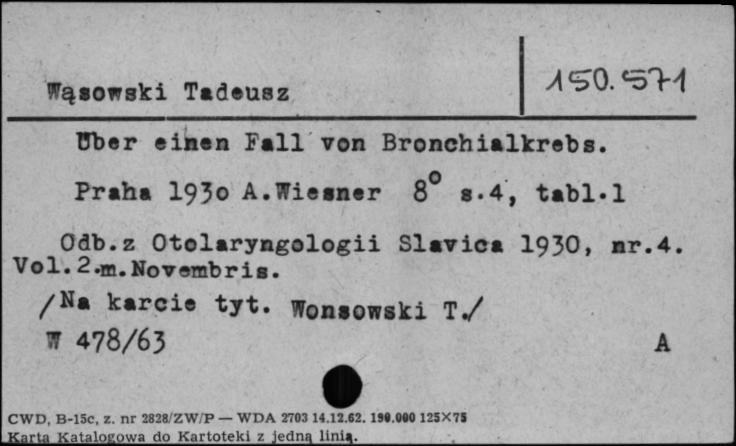 Wąsowski Tadeusz
150.571
Über einen Fall von Bronchialkrebs.
Praha 1930 A.Wiesner 8° s.4, tabl.1
Odb.z Otolaryngologii Slavica 1930, nr.4.
Vol.2.m.Novembris.
/Na karcie tyt. Wonsowski T./
W 478/63
A
CWD, B-15c, z. nr 2828/ZW/P — WDA 2703 14.12.62. 190.000 125X75
Karta Katalogowa do Kartoteki z jedną linią.